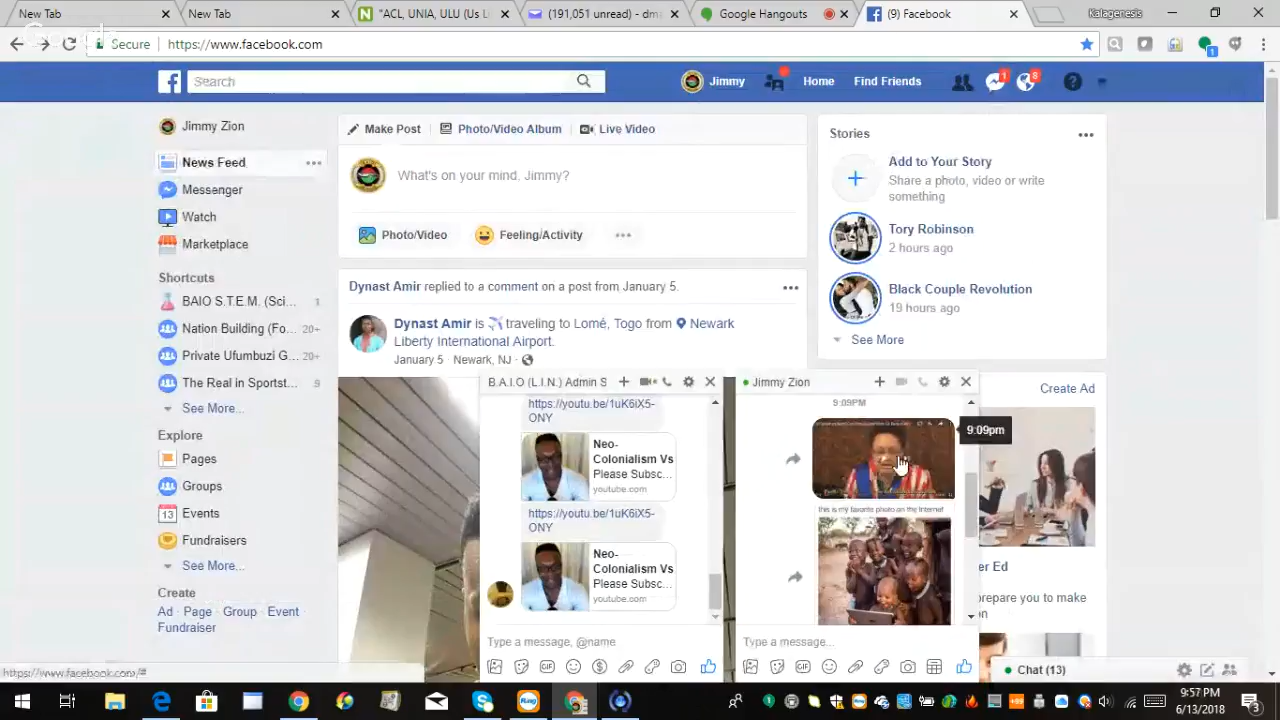 New Tab
New Tab
"ACL, UNIA, ULU (Us L
(191,051 unread) - dm
Google Hangouts
(9) Facebook
Kalagenesis
Secure
https://www.facebook.com
Search
Jimmy
Home
Find Friends
1
8
1
Jimmy Zion
News Feed
Messenger
Watch
Marketplace
Shortcuts
BAIO S.T.E.M. (Sci... 1
Nation Building (Fo... 20+
Private Ufumbuzi G... 20+
The Real in Sportst... 9
See More...
Explore
Pages
Groups
13 Events
Fundraisers
See More...
Create
Ad · Page · Group · Event
Fundraiser
https://www.facebook.com/#
Make Post
Photo/Video Album
Live Video
What's on your mind, Jimmy?
Photo/Video
Feeling/Activity
Dynast Amir replied to a comment on a post from January 5.
Dynast Amir is traveling to Lomé, Togo from Newark
Liberty International Airport.
January 5 · Newark, NJ ·
Stories
Add to Your Story
Share a photo, video or write
something
Tory Robinson
2 hours ago
Black Couple Revolution
19 hours ago
See More
Create Ad
er Ed
prepare you to make
on
B.A.I.O (L.I.N.) Admin S
https://youtu.be/1uK6iX5-
ONY
Neo-
Colonialism Vs
Please Subsc...
youtube.com
https://youtu.be/1uK6iX5-
ONY
Neo-
Colonialism Vs
Please Subsc...
youtube.com
Type a message, @name
GIF
Jimmy Zion
9:09PM
9:09pm
this is my favorite photo on the Internet
Type a message...
GIF
Chat (13)
Ring
9:57 PM
6/13/2018
3